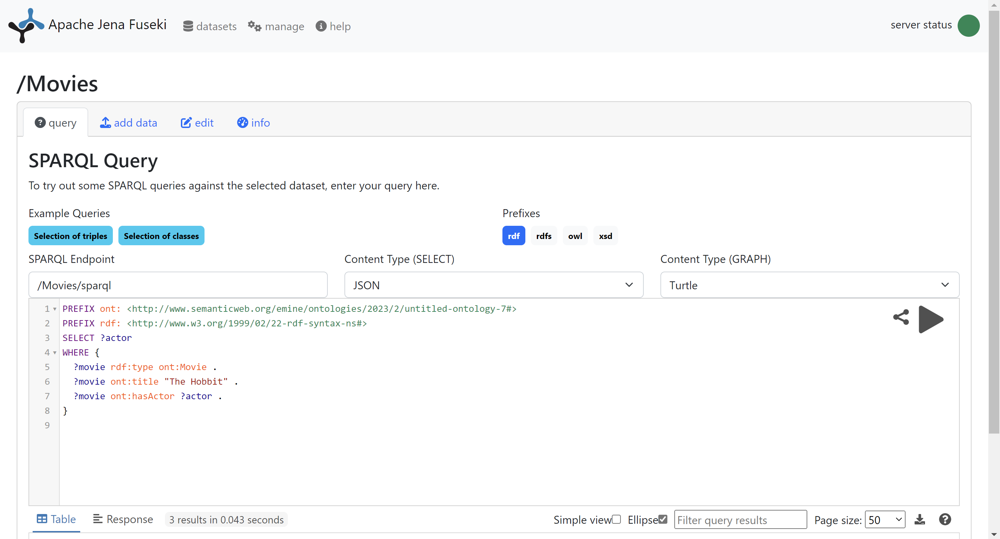 Apache Jena Fuseki datasets manage help server status
/Movies
query add data edit info
SPARQL Query
To try out some SPARQL queries against the selected dataset, enter your query here.
Example Queries Prefixes
Selection of triples Selection of classes rdf rdfs owl xsd
SPARQL Endpoint Content Type (SELECT) Content Type (GRAPH)
/Movies/sparql JSON Turtle
1 PREFIX ont: <http://www.semanticweb.org/emine/ontologies/2023/2/untitled-ontology-7#>
2 PREFIX rdf: <http://www.w3.org/1999/02/22-rdf-syntax-ns#>
3 SELECT ?actor
4 WHERE {
5 ?movie rdf:type ont:Movie .
6 ?movie ont:title "The Hobbit" .
7 ?movie ont:hasActor ?actor .
8 }
9
Table Response 3 results in 0.043 seconds Simple view Ellipse Filter query results Page size: 50